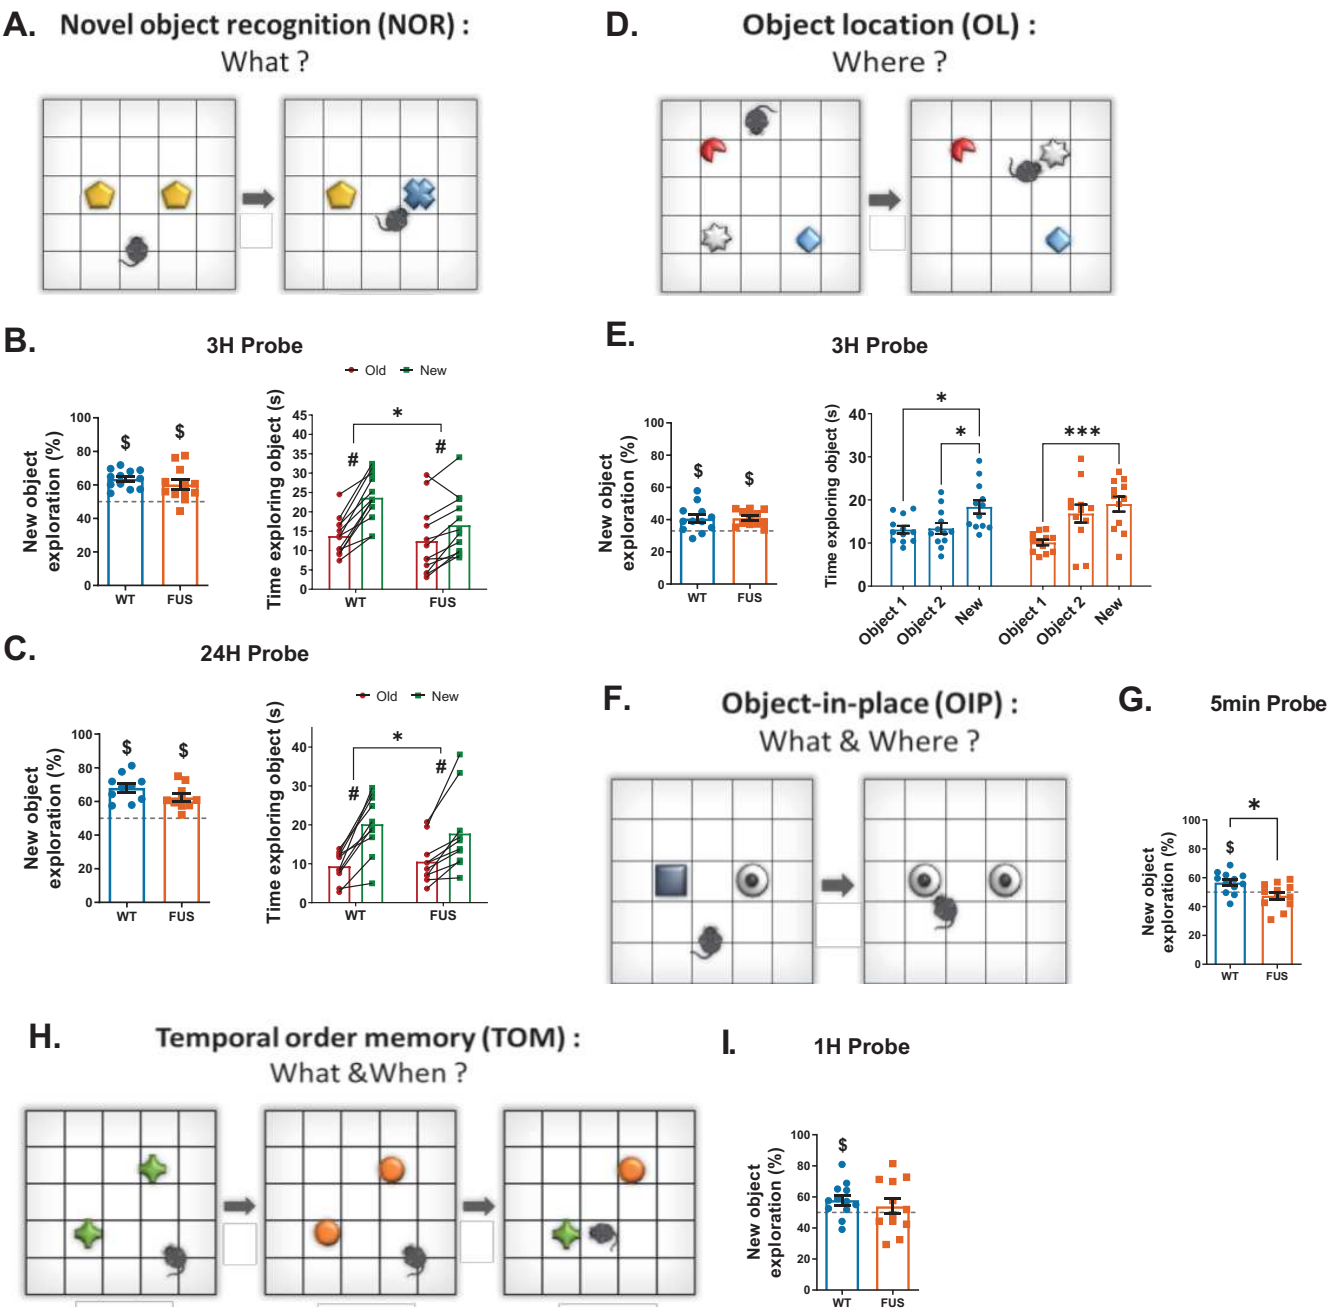 A. Novel object recognition (NOR) :
What ?
B.
3H Probe
Old New
New object
exploration (%)
100
80
60
40
20
0
$ $
WT FUS
Time exploring object (s)
45
40
35
30
25
20
15
10
5
0
*
# #
WT FUS
C.
24H Probe
Old New
New object
exploration (%)
100
80
60
40
20
0
$ $
WT FUS
Time exploring object (s)
40
30
20
10
0
*
# #
WT FUS
D. Object location (OL) :
Where ?
E.
3H Probe
New object
exploration (%)
100
80
60
40
20
0
$ $
WT FUS
Time exploring object (s)
40
30
20
10
0
*
*
***
Object 1 Object 2 New Object 1 Object 2 New
F. Object-in-place (OIP) :
What & Where ?
G. 5min Probe
New object
exploration (%)
100
80
60
40
20
0
*
$
WT FUS
H. Temporal order memory (TOM) :
What &When ?
I. 1H Probe
New object
exploration (%)
100
80
60
40
20
0
$
WT FUS